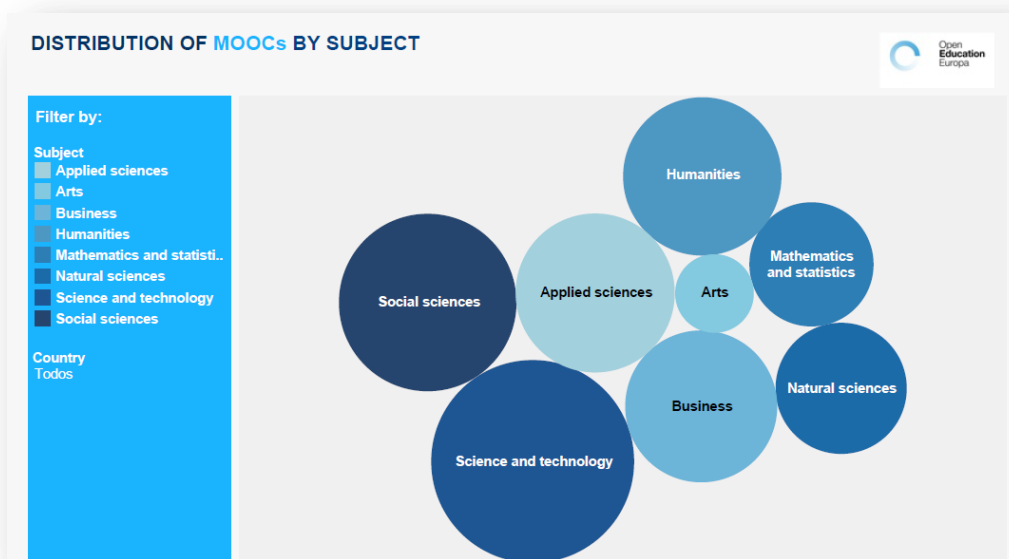 DISTRIBUTION OF MOOCs BY SUBJECT
Open
Education
Europa
Filter by:
Subject
Applied sciences
Arts
Business
Humanities
Mathematics and statisti..
Natural sciences
Science and technology
Social sciences
Country
Todos
Humanities
Mathematics
and statistics
Social sciences
Applied sciences
Arts
Natural sciences
Business
Science and technology